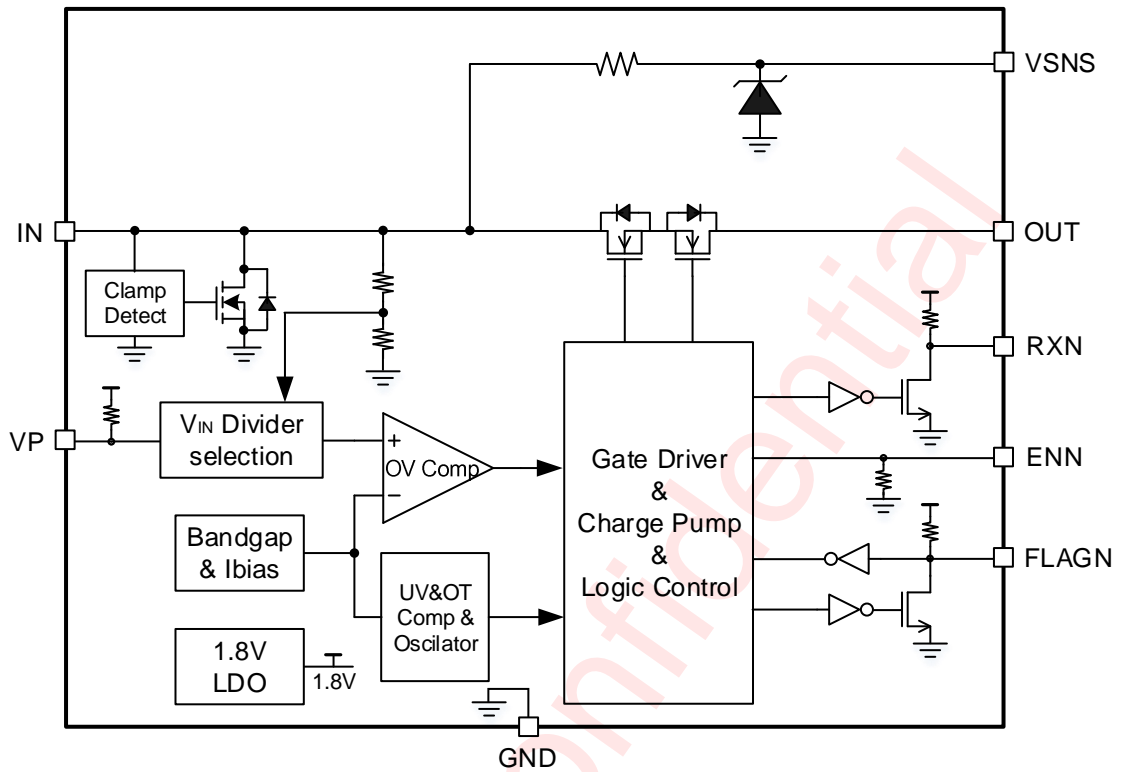 VSNS
IN
OUT
Clamp
Detect
RXN
VP
VIN Divider
selection
OV Comp
+
−
Gate Driver
&
Charge Pump
&
Logic Control
ENN
Bandgap
& Ibias
FLAGN
UV&OT
Comp &
Oscilator
1.8V
LDO
1.8V
GND
onfidential